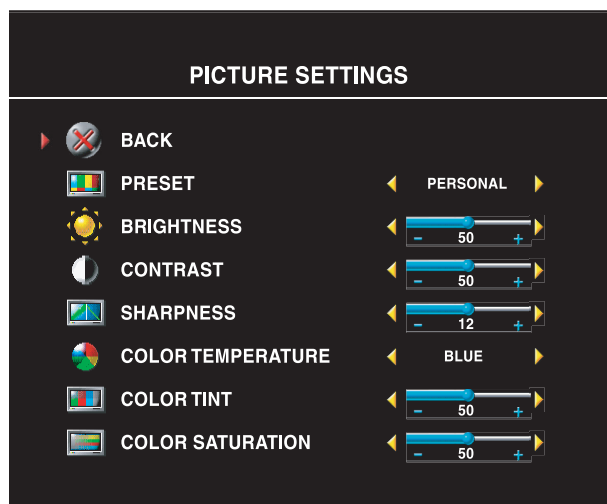 PICTURE SETTINGS
BACK
PRESET PERSONAL
BRIGHTNESS - 50 +
CONTRAST - 50 +
SHARPNESS - 12 +
COLOR TEMPERATURE BLUE
COLOR TINT - 50 +
COLOR SATURATION - 50 +